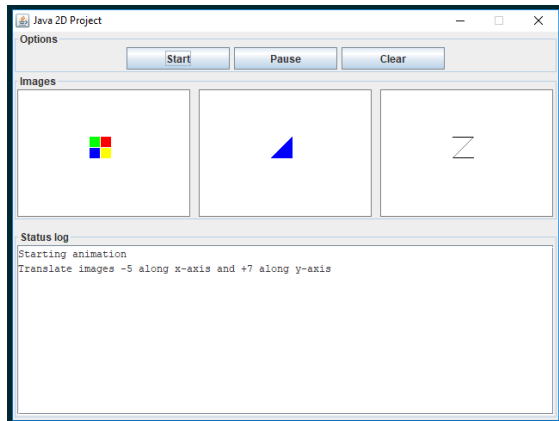 Java 2D Project
Options
Start Pause Clear
Images
Status log
Starting animation
Translate images -5 along x-axis and +7 along y-axis